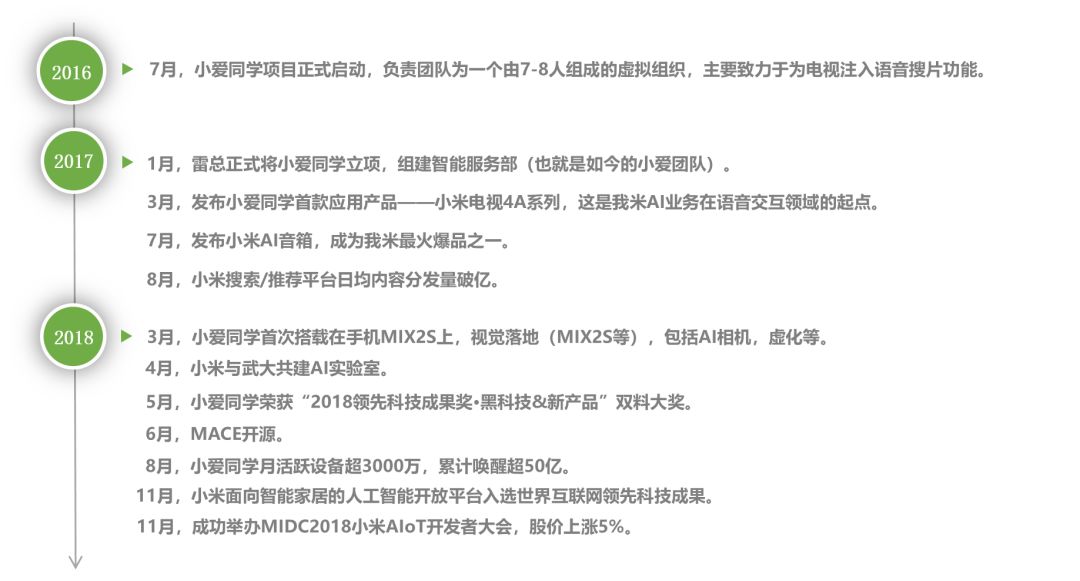 2016
7月，小爱同学项目正式启动，负责团队为一个由7-8人组成的虚拟组织，主要致力于为电视注入语音搜片功能。
2017
1月，雷总正式将小爱同学立项，组建智能服务部（也就是如今的小爱团队）。
3月，发布小爱同学首款应用产品——小米电视4A系列，这是我米AI业务在语音交互领域的起点。
7月，发布小米AI音箱，成为我米最火爆品之一。
8月，小米搜索/推荐平台日均内容分发量破亿。
2018
3月，小爱同学首次搭载在手机MIX2S上，视觉落地（MIX2S等），包括AI相机，虚化等。
4月，小米与武大共建AI实验室。
5月，小爱同学荣获“2018领先科技成果奖·黑科技&新产品”双料大奖。
6月，MACE开源。
8月，小爱同学月活跃设备超3000万，累计唤醒超50亿。
11月，小米面向智能家居的人工智能开放平台入选世界互联网领先科技成果。
11月，成功举办MIDC2018小米AIoT开发者大会，股价上涨5%。